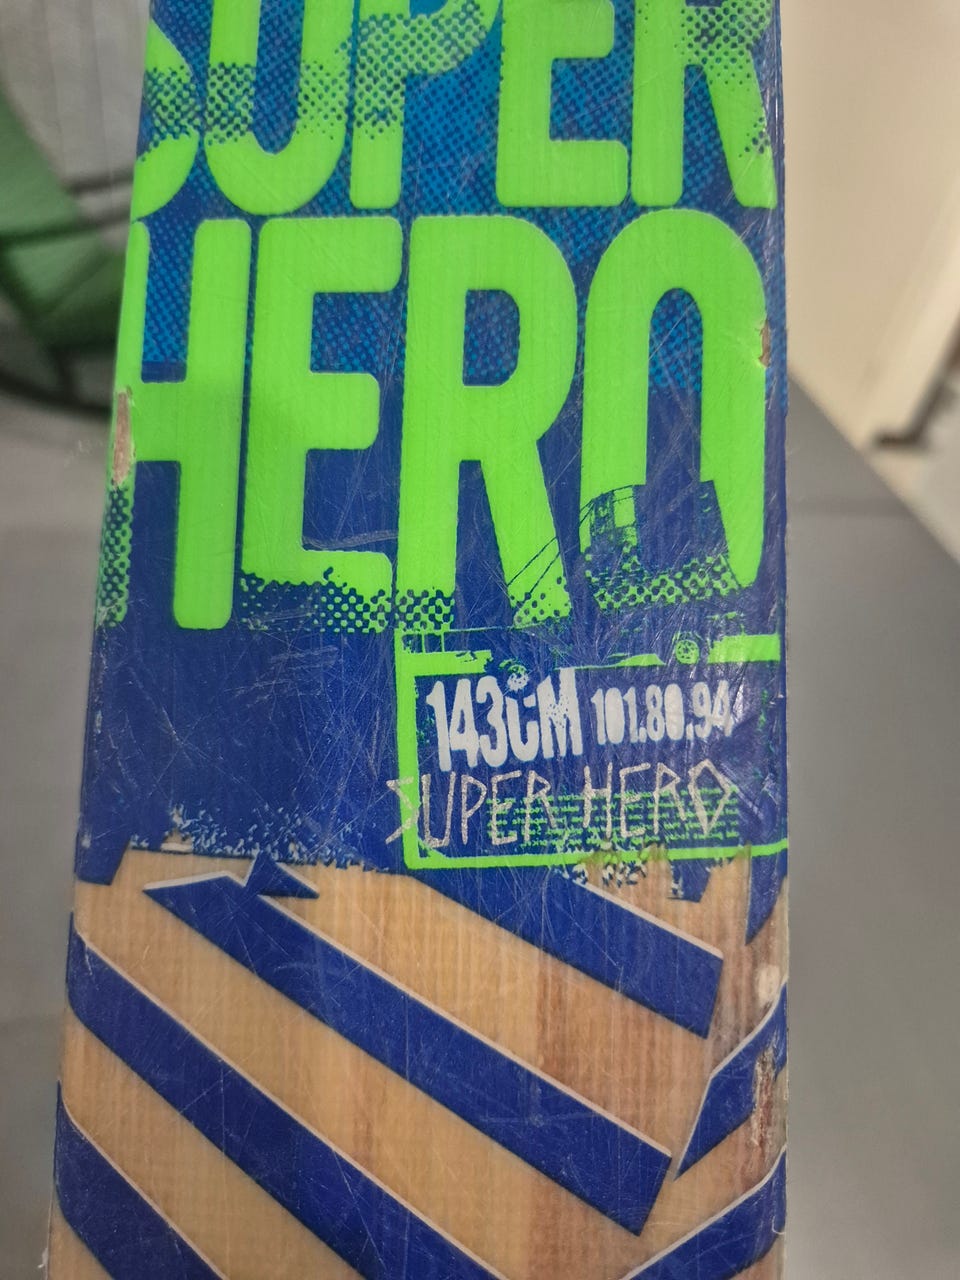 SUPER
HERO
143CM 101.80.94
SUPER HERO